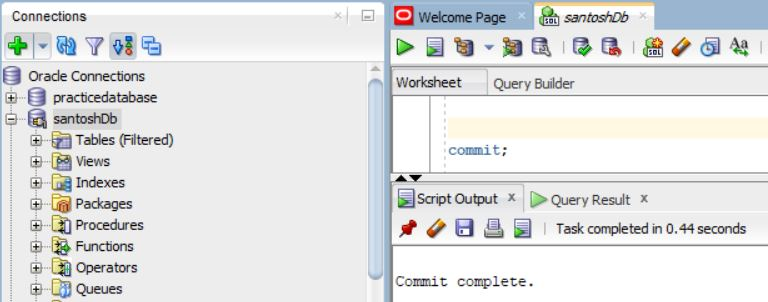 Connections
Oracle Connections
practicedatabase
santoshDb
Tables (Filtered)
Views
Indexes
Packages
Procedures
Functions
Operators
Queues
Welcome Page
santoshDb
Worksheet
Query Builder
commit;
Script Output
Query Result
Task completed in 0.44 seconds
Commit complete.